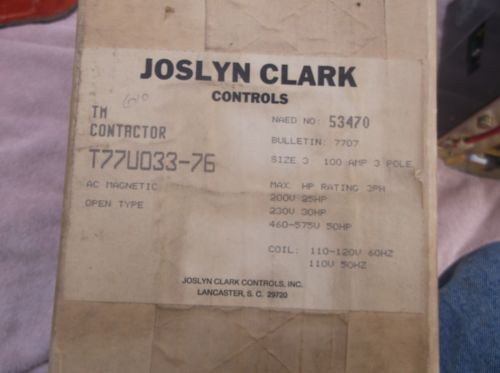 JOSLYN CLARK
CONTROLS
TM
CONTACTOR
T77U033-76
AC MAGNETIC
OPEN TYPE
NAED NO: 53470
BULLETIN: 7707
SIZE 3 100 AMP 3 POLE
MAX. HP RATING 3PH
200V 25HP
230V 30HP
460-575V 50HP
COIL: 110-120V 60HZ
110V 50HZ
JOSLYN CLARK CONTROLS, INC.
LANCASTER, S. C. 29720